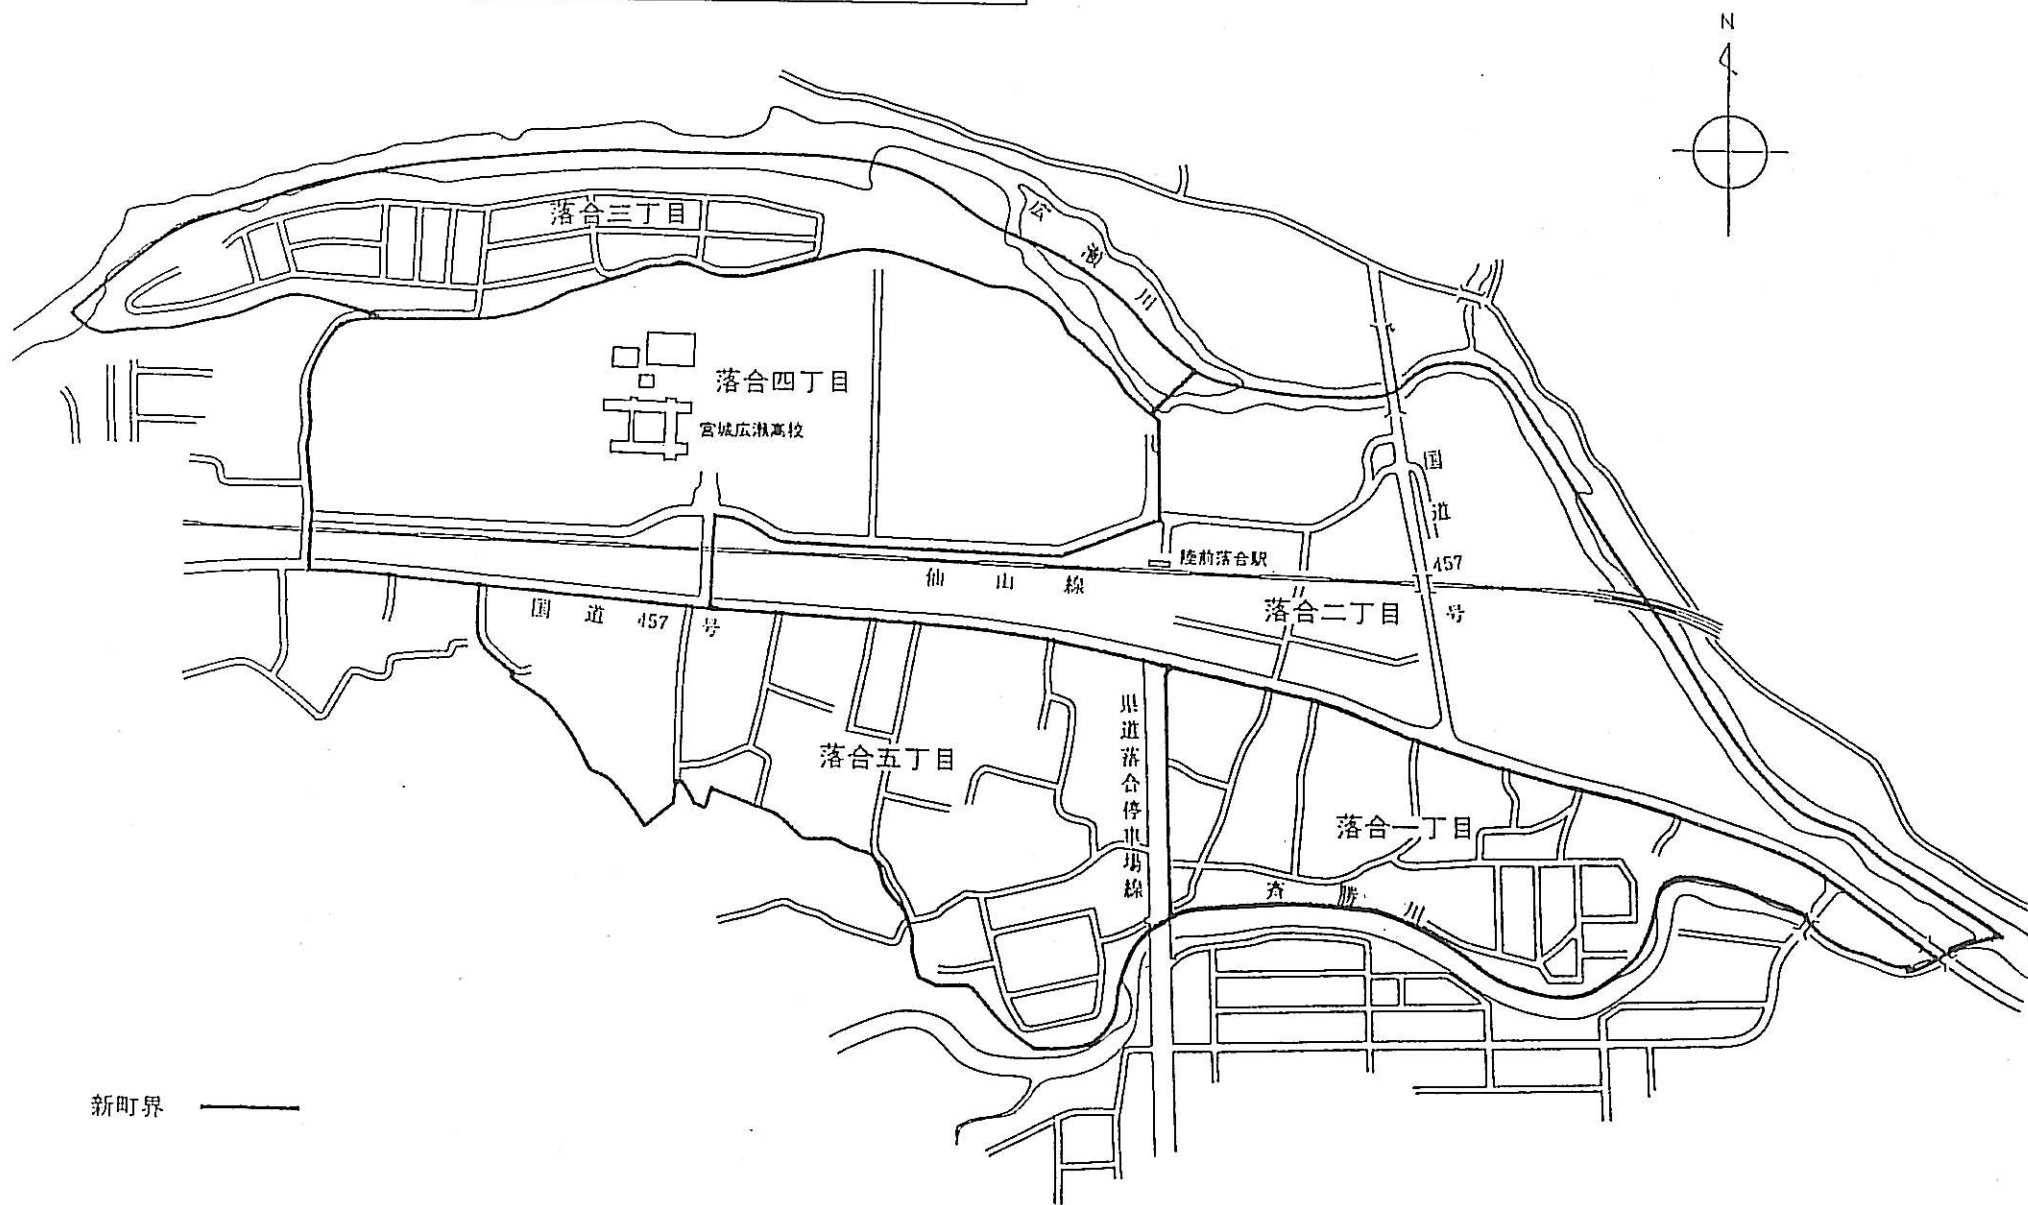 N
落合三丁目
広瀬川
落合四丁目
宮城広瀬高校
国道457号
陸前落合駅
仙山線
落合二丁目
国道457号
県道落合停車場線
落合五丁目
落合一丁目
斉勝川
新町界